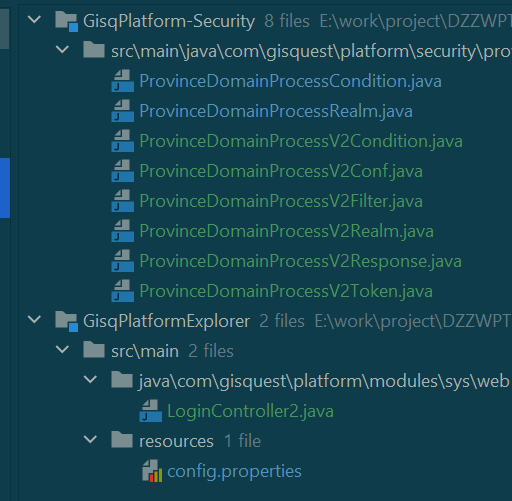 GisqPlatform-Security 8 files E:\work\project\DZZWPT
src\main\java\com\gisquest\platform\security\pro
ProvinceDomainProcessCondition.java
ProvinceDomainProcessRealm.java
ProvinceDomainProcessV2Condition.java
ProvinceDomainProcessV2Conf.java
ProvinceDomainProcessV2Filter.java
ProvinceDomainProcessV2Realm.java
ProvinceDomainProcessV2Response.java
ProvinceDomainProcessV2Token.java
GisqPlatformExplorer 2 files E:\work\project\DZZWPT
src\main 2 files
java\com\gisquest\platform\modules\sys\web
LoginController2.java
resources 1 file
config.properties